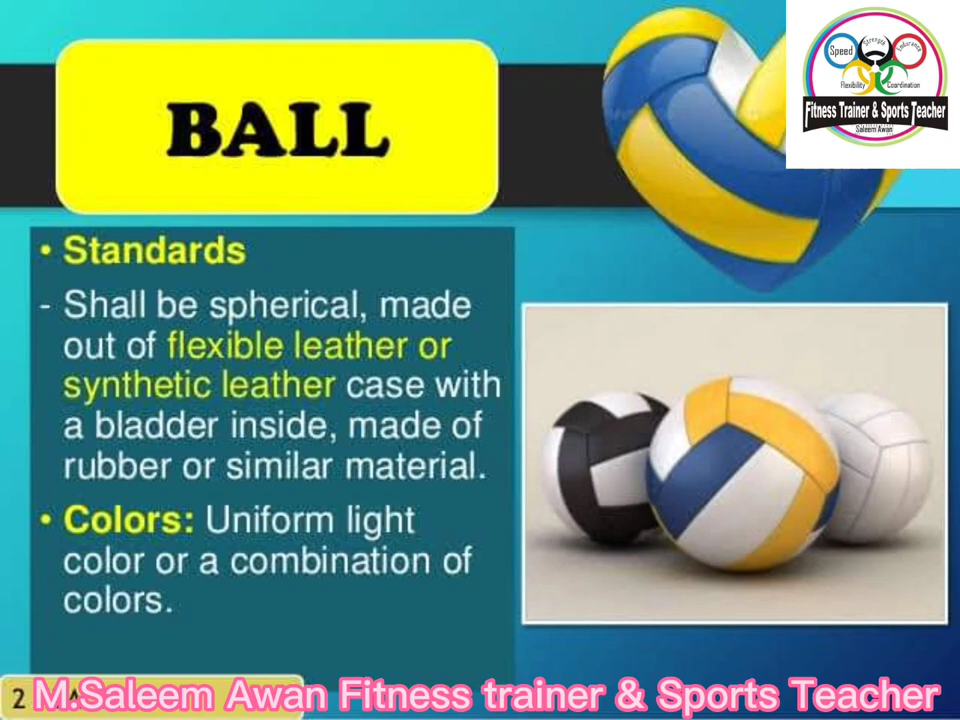 BALL
Speed
Strength
Endurance
Flexibility
Coordination
Fitness Trainer & Sports Teacher
Saleem Awan
• Standards
- Shall be spherical, made
out of flexible leather or
synthetic leather case with
a bladder inside, made of
rubber or similar material.
• Colors: Uniform light
color or a combination of
colors.
2
M.Saleem Awan Fitness trainer & Sports Teacher